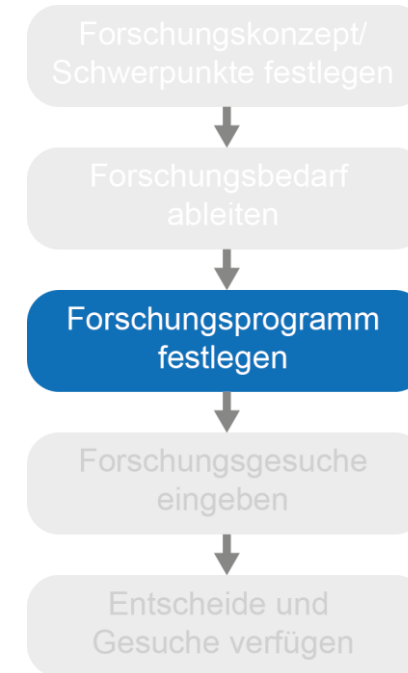 Forschungskonzept/
Schwerpunkte festlegen
Forschungsbedarf
ableiten
Forschungsprogramm
festlegen
Forschungsgesuche
eingeben
Entscheide und
Gesuche verfügen